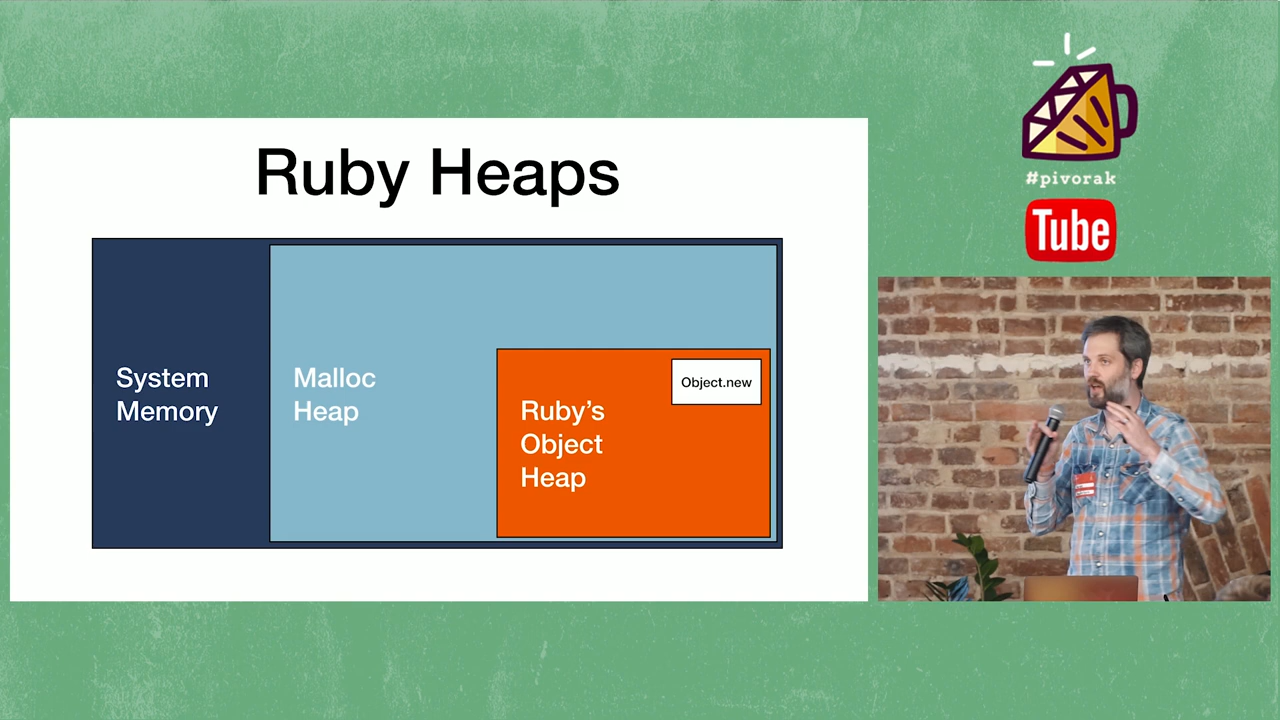 Ruby Heaps
System
Memory
Malloc
Heap
Ruby's
Object
Heap
Object.new
#pivorak
Tube